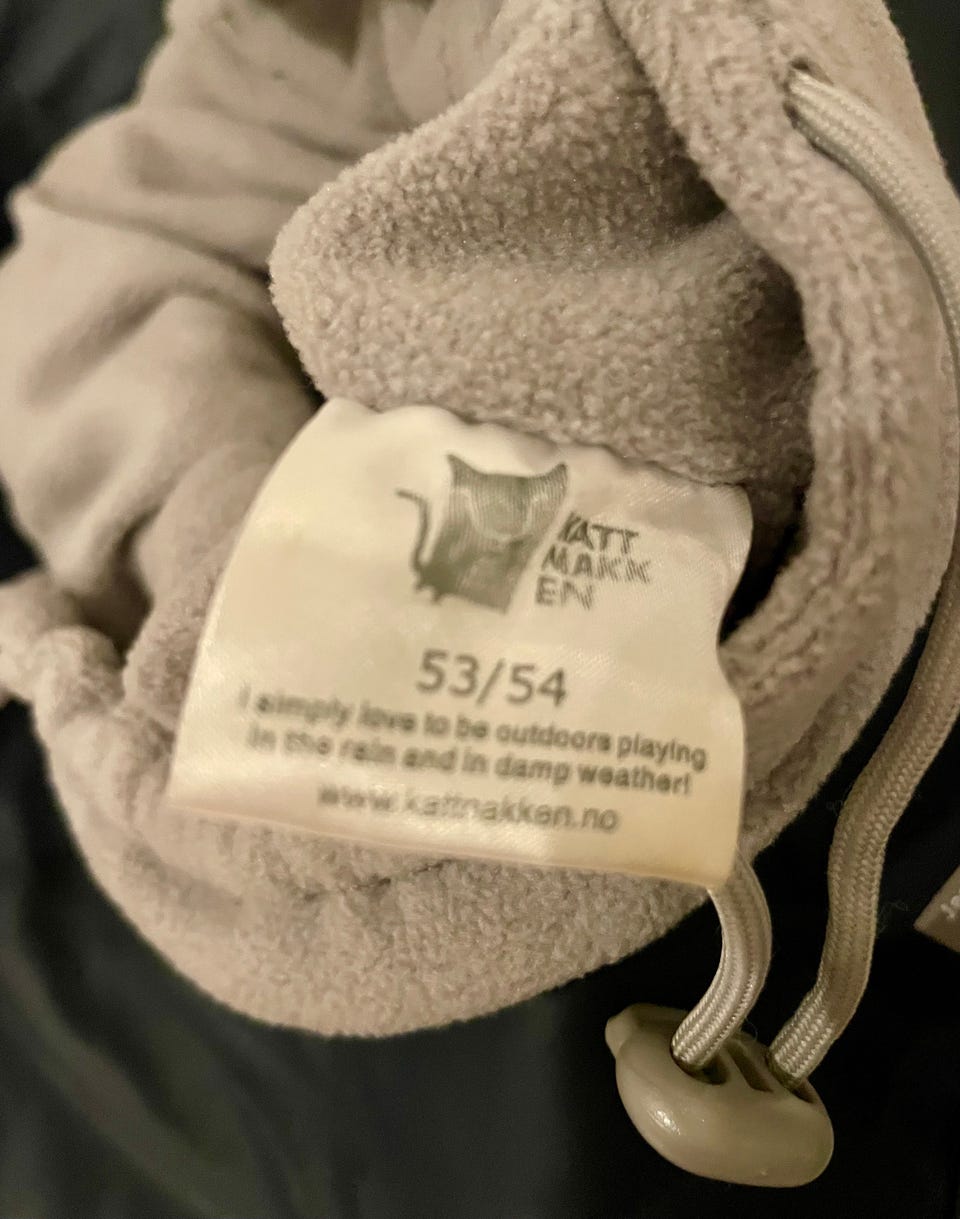 KATT
NAKK
EN
53/54
I simply love to be outdoors playing
in the rain and in damp weather!
www.kattnakken.no